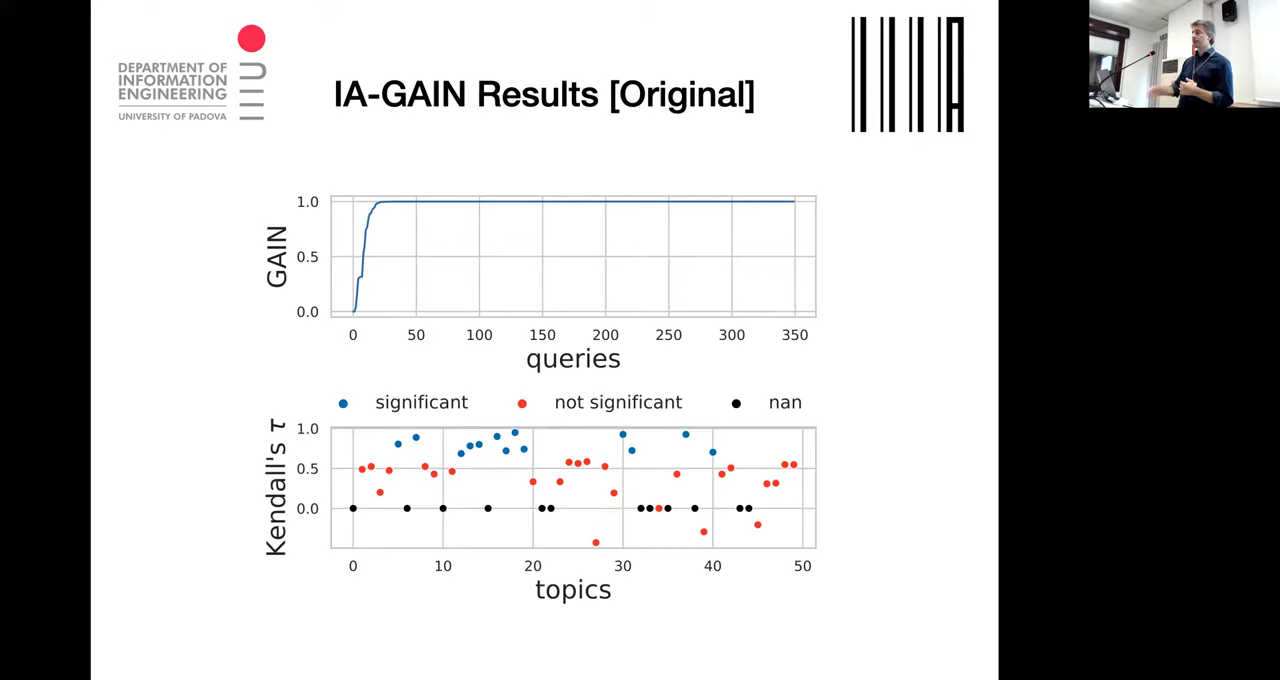 DEPARTMENT OF
INFORMATION
ENGINEERING
UNIVERSITY OF PADOVA
IA-GAIN Results [Original]
GAIN
1.0
0.5
0.0
0 50 100 150 200 250 300 350
queries
significant not significant nan
Kendall's τ
1.0
0.5
0.0
0 10 20 30 40 50
topics